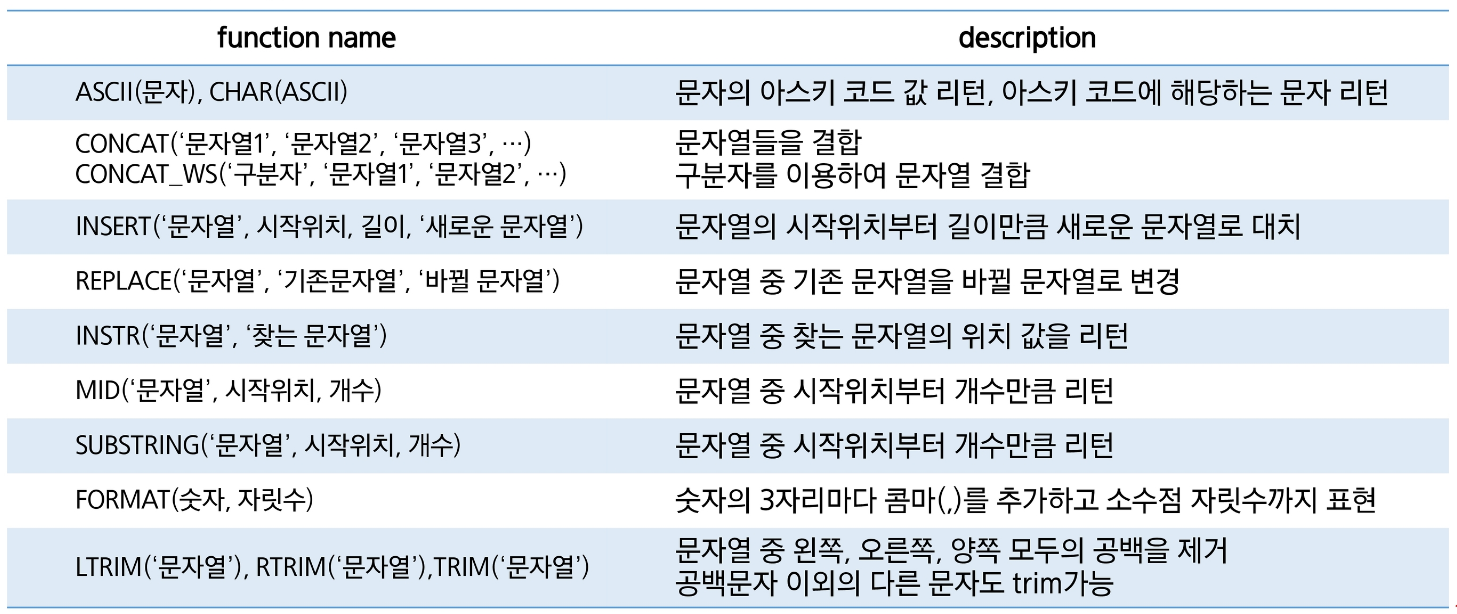 function name description
ASCII(문자), CHAR(ASCII) 문자의 아스키 코드 값 리턴, 아스키 코드에 해당하는 문자 리턴
CONCAT(‘문자열1’, ‘문자열2’, ‘문자열3’, …) 문자열들을 결합
CONCAT_WS(‘구분자’, ‘문자열1’, ‘문자열2’, …) 구분자를 이용하여 문자열 결합
INSERT(‘문자열’, 시작위치, 길이, ‘새로운 문자열’) 문자열의 시작위치부터 길이만큼 새로운 문자열로 대치
REPLACE(‘문자열’, ‘기존문자열’, ‘바뀔 문자열’) 문자열 중 기존 문자열을 바뀔 문자열로 변경
INSTR(‘문자열’, ‘찾는 문자열’) 문자열 중 찾는 문자열의 위치 값을 리턴
MID(‘문자열’, 시작위치, 개수) 문자열 중 시작위치부터 개수만큼 리턴
SUBSTRING(‘문자열’, 시작위치, 개수) 문자열 중 시작위치부터 개수만큼 리턴
FORMAT(숫자, 자릿수) 숫자의 3자리마다 콤마(,)를 추가하고 소수점 자릿수까지 표현
LTRIM(‘문자열’), RTRIM(‘문자열’),TRIM(‘문자열’) 문자열 중 왼쪽, 오른쪽, 양쪽 모두의 공백을 제거
공백문자 이외의 다른 문자도 trim가능